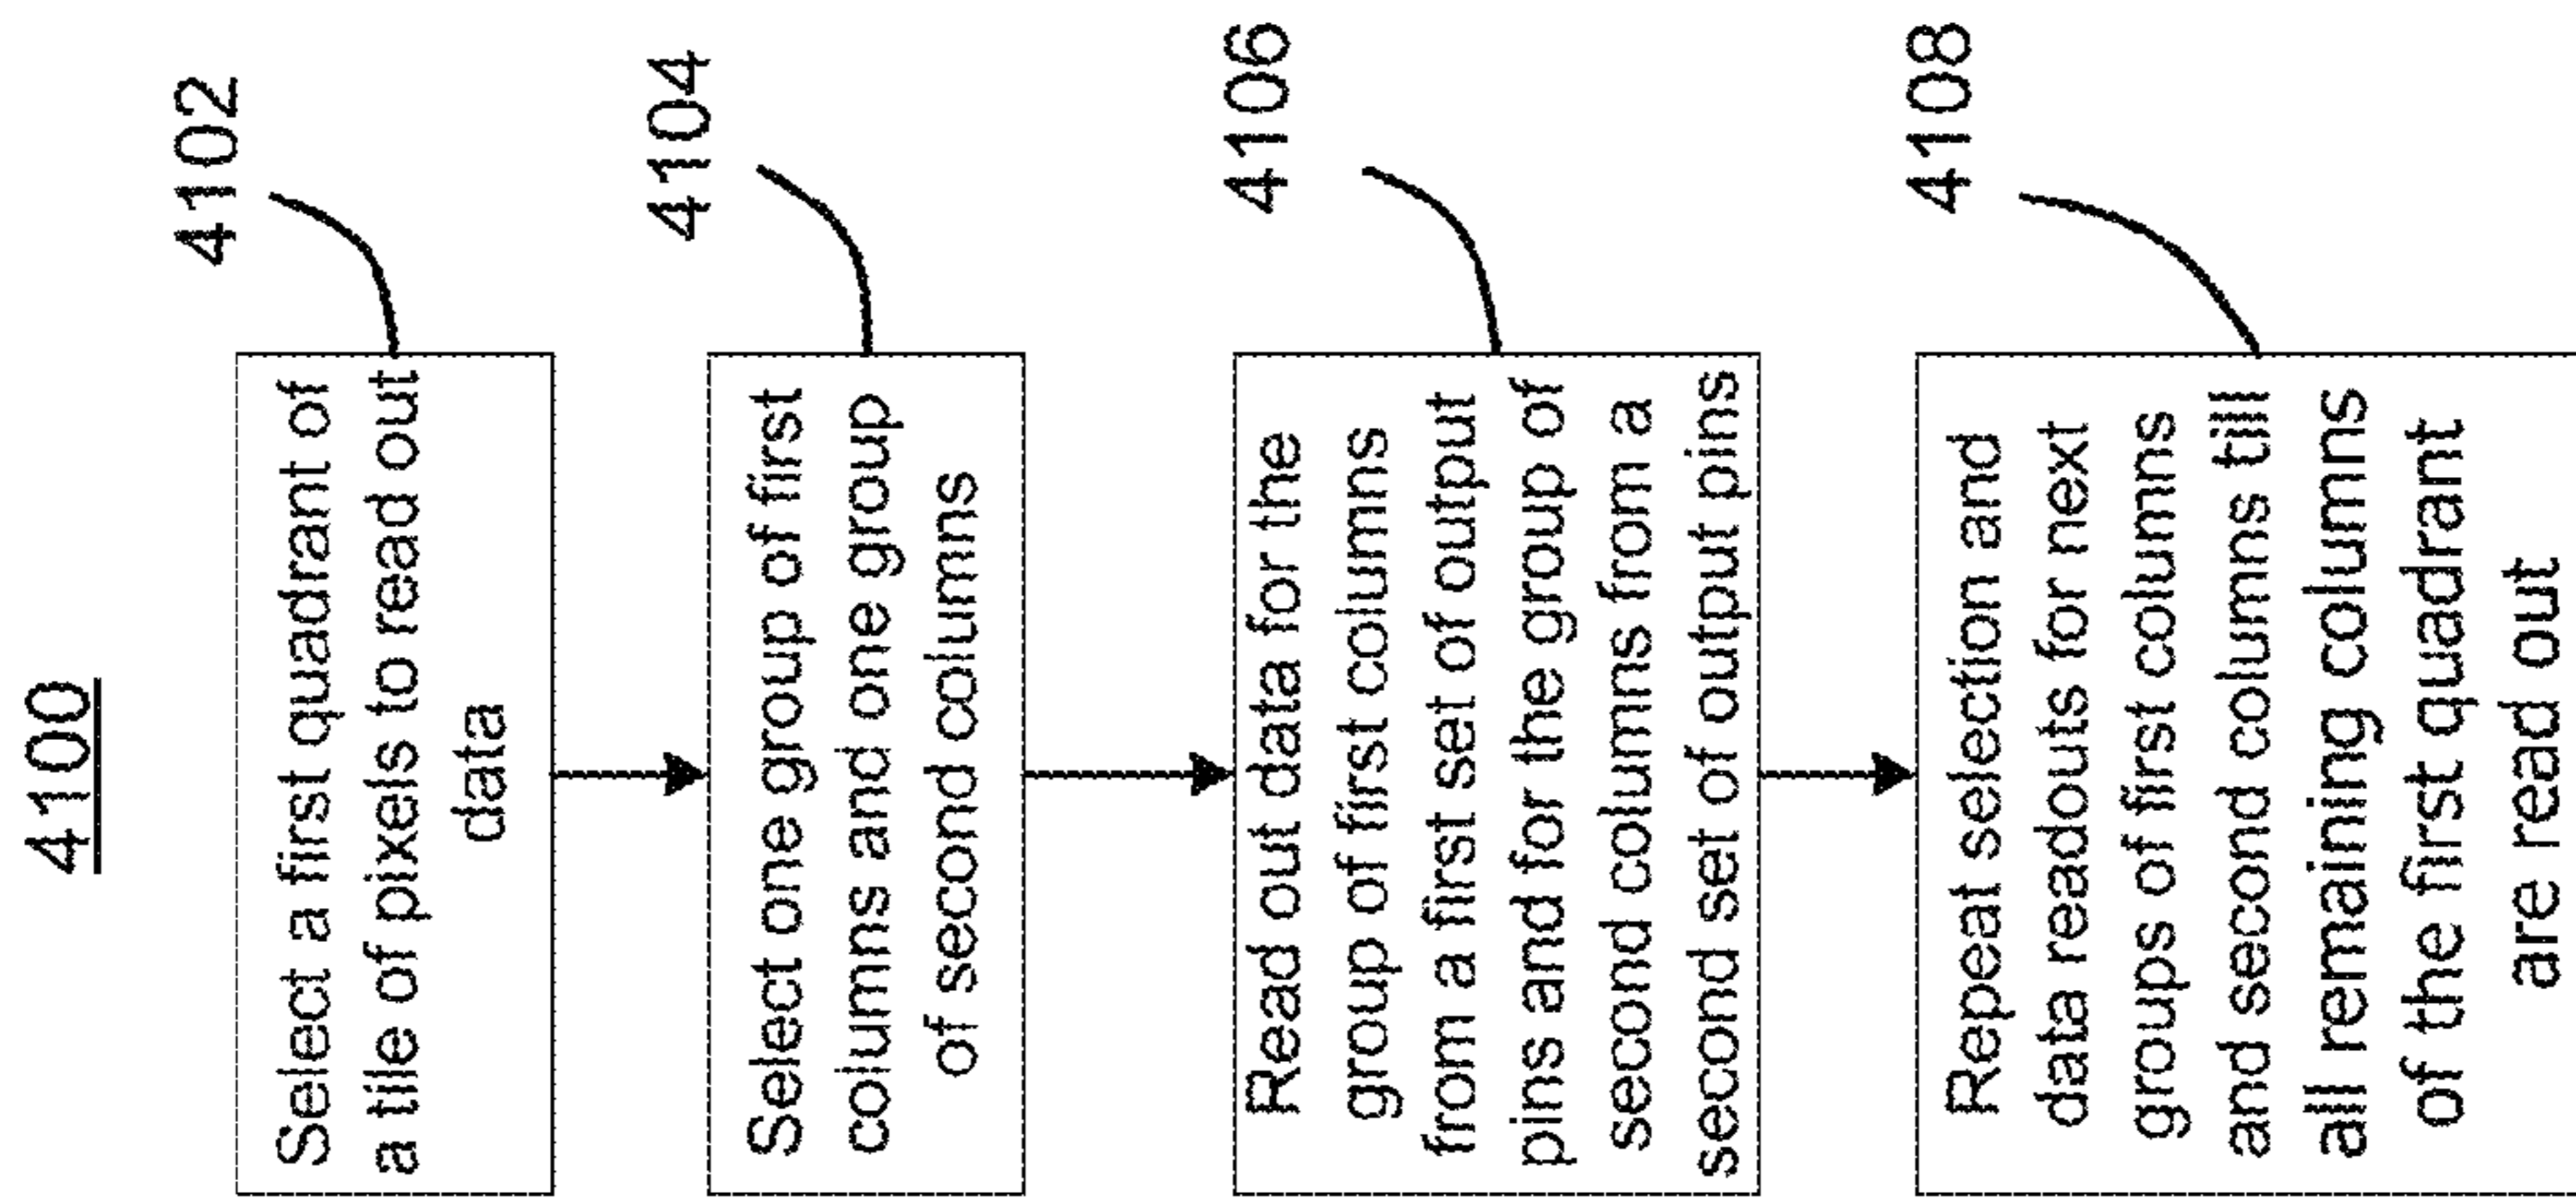 4100
Select a first quadrant of
a tile of pixels to read out
data
4102
Select one group of first
columns and one group
of second columns
4104
Read out data for the
group of first columns
from a first set of output
pins and for the group of
second columns from a
second set of output pins
4106
Repeat selection and
data readouts for next
groups of first columns
and second columns till
all remaining columns
of the first quadrant
are read out
4108